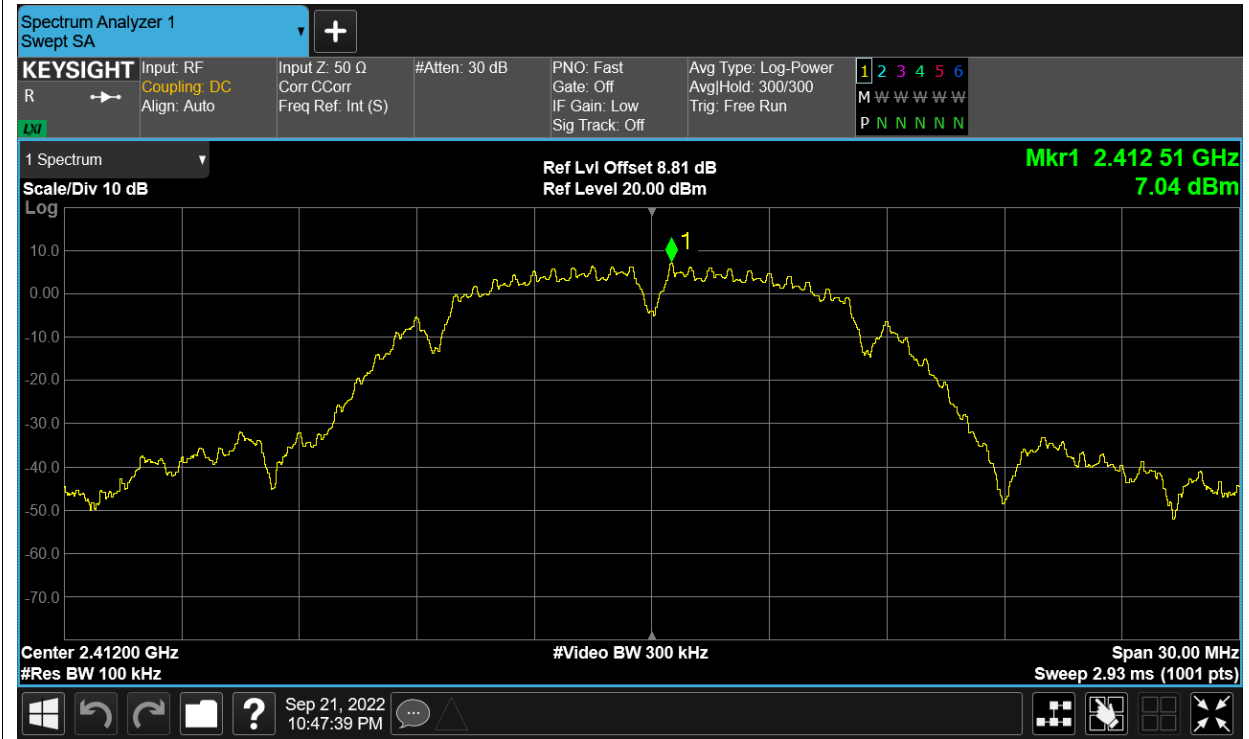 Spectrum Analyzer 1
Swept SA
KEYSIGHT
R
LXI
Input: RF
Coupling: DC
Align: Auto
Input Z: 50 Ω
Corr CCorr
Freq Ref: Int (S)
#Atten: 30 dB
PNO: Fast
Gate: Off
IF Gain: Low
Sig Track: Off
Avg Type: Log-Power
Avg|Hold: 300/300
Trig: Free Run
1 2 3 4 5 6
M W W W W W
P N N N N N
1 Spectrum
Scale/Div 10 dB
Ref Lvl Offset 8.81 dB
Ref Level 20.00 dBm
Mkr1 2.412 51 GHz
7.04 dBm
Log
1
10.0
0.00
-10.0
-20.0
-30.0
-40.0
-50.0
-60.0
-70.0
Center 2.41200 GHz
#Video BW 300 kHz
Span 30.00 MHz
#Res BW 100 kHz
Sweep 2.93 ms (1001 pts)
?
Sep 21, 2022
10:47:39 PM